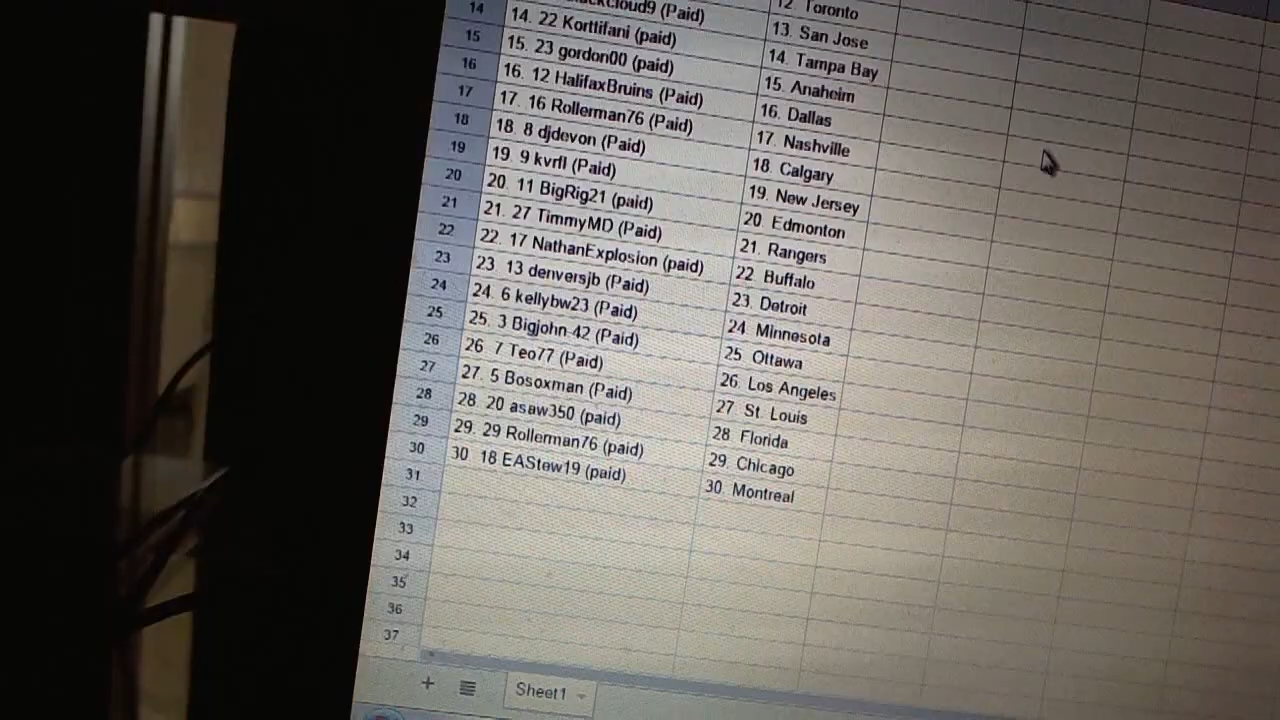 12 Toronto
(Paid) 13. San Jose
14 14. 22 Kortlifani (paid) 14. Tampa Bay
15 15. 23 gordon00 (paid) 15. Anaheim
16 16. 12 HalifaxBruins (Paid) 16. Dallas
17 17. 16 Rollerman76 (Paid) 17. Nashville
18 18. 8 djdevon (Paid) 18. Calgary
19 19. 9 kvrfl (Paid) 19. New Jersey
20 20. 11 BigRig21 (paid) 20 Edmonton
21 21. 27 TimmyMD (Paid) 21. Rangers
22 22. 17 NathanExplosion (paid) 22 Buffalo
23 23 13 denversjb (Paid) 23. Detroit
24 24. 6 kellybw23 (Paid) 24 Minnesota
25 25. 3 Bigjohn 42 (Paid) 25 Ottawa
26 26 7 Teo77 (Paid) 26. Los Angeles
27 27. 5 Bosoxman (Paid) 27 St. Louis
28 28 20 asaw350 (paid) 28 Florida
29 29. 29 Rollerman76 (paid) 29. Chicago
30 30 18 EAStew19 (paid) 30 Montreal
31
32
33
34
35
36
37
+ Sheet1